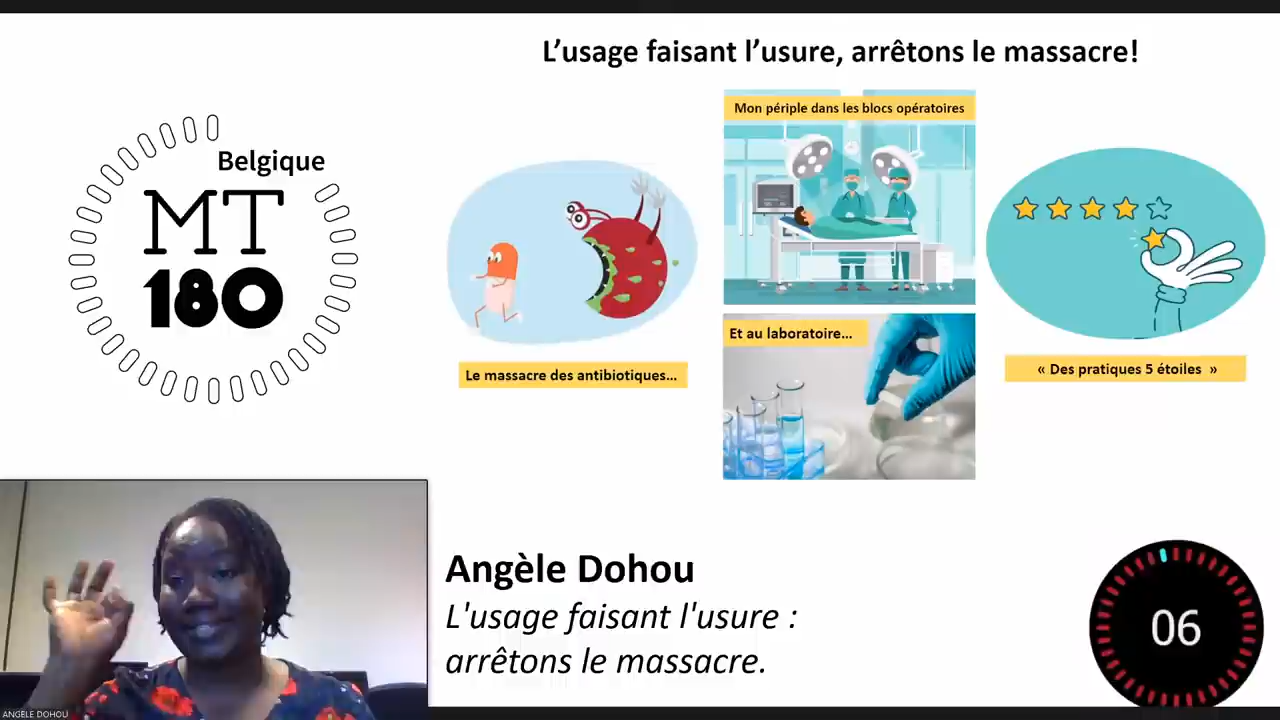 L’usage faisant l’usure, arrêtons le massacre!
Belgique
MT
180
Mon périple dans les blocs opératoires
Et au laboratoire...
Le massacre des antibiotiques...
« Des pratiques 5 étoiles »
Angèle Dohou
L'usage faisant l'usure :
arrêtons le massacre.
06
ANGÈLE DOHOU